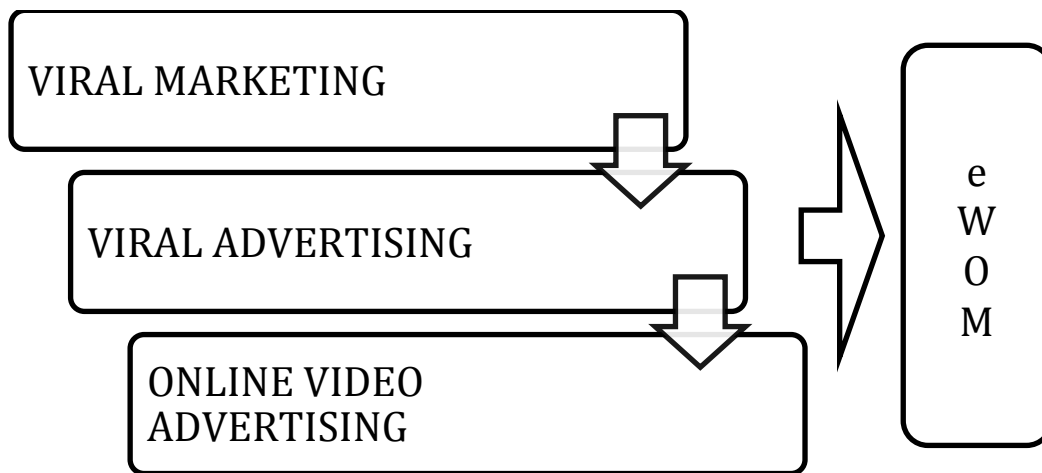 VIRAL MARKETING
VIRAL ADVERTISING
ONLINE VIDEO
ADVERTISING
e
W
O
M